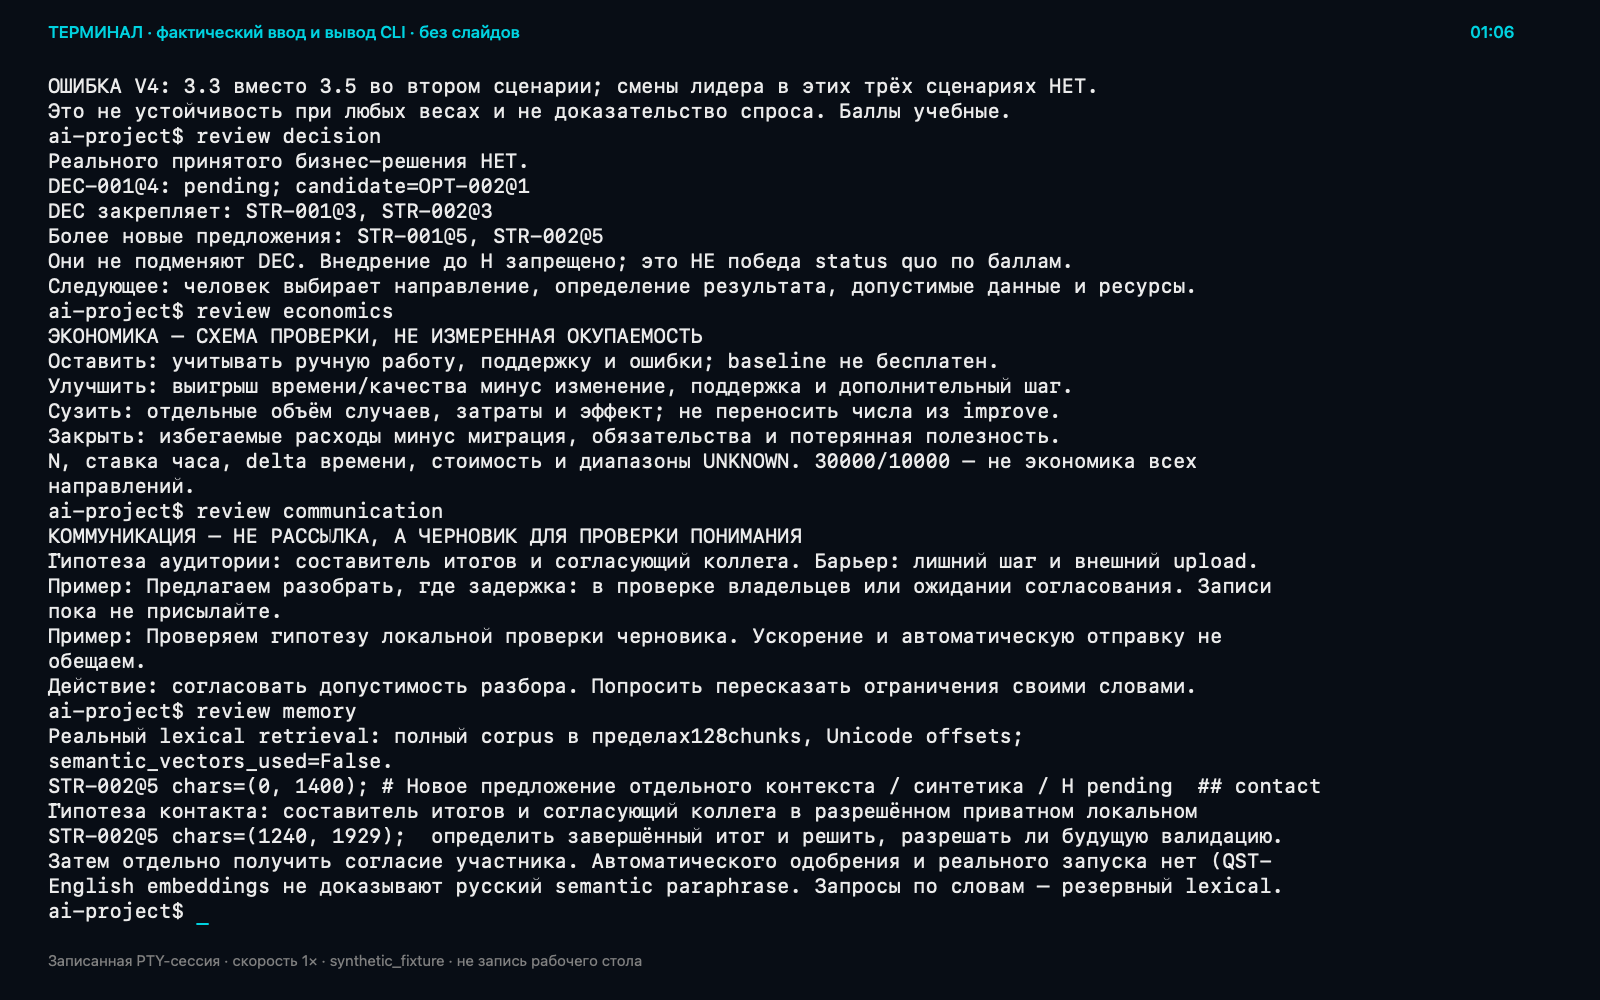 ТЕРМИНАЛ · фактический ввод и вывод CLI · без слайдов
01:06
ОШИБКА V4: 3.3 вместо 3.5 во втором сценарии; смены лидера в этих трёх сценариях НЕТ.
Это не устойчивость при любых весах и не доказательство спроса. Баллы учебные.
ai-project$ review decision
Реального принятого бизнес-решения НЕТ.
DEC-001@4: pending; candidate=OPT-002@1
DEC закрепляет: STR-001@3, STR-002@3
Более новые предложения: STR-001@5, STR-002@5
Они не подменяют DEC. Внедрение до H запрещено; это НЕ победа status quo по баллам.
Следующее: человек выбирает направление, определение результата, допустимые данные и ресурсы.
ai-project$ review economics
ЭКОНОМИКА — СХЕМА ПРОВЕРКИ, НЕ ИЗМЕРЕННАЯ ОКУПАЕМОСТЬ
Оставить: учитывать ручную работу, поддержку и ошибки; baseline не бесплатен.
Улучшить: выигрыш времени/качества минус изменение, поддержка и дополнительный шаг.
Сузить: отдельные объём случаев, затраты и эффект; не переносить числа из improve.
Закрыть: избегаемые расходы минус миграция, обязательства и потерянная полезность.
N, ставка часа, delta времени, стоимость и диапазоны UNKNOWN. 30000/10000 — не экономика всех
направлений.
ai-project$ review communication
КОММУНИКАЦИЯ — НЕ РАССЫЛКА, А ЧЕРНОВИК ДЛЯ ПРОВЕРКИ ПОНИМАНИЯ
Гипотеза аудитории: составитель итогов и согласующий коллега. Барьер: лишний шаг и внешний upload.
Пример: Предлагаем разобрать, где задержка: в проверке владельцев или ожидании согласования. Записи
пока не присылайте.
Пример: Проверяем гипотезу локальной проверки черновика. Ускорение и автоматическую отправку не
обещаем.
Действие: согласовать допустимость разбора. Попросить пересказать ограничения своими словами.
ai-project$ review memory
Реальный lexical retrieval: полный corpus в пределах128chunks, Unicode offsets;
semantic_vectors_used=False.
STR-002@5 chars=(0, 1400); # Новое предложение отдельного контекста / синтетика / H pending  ## contact
Гипотеза контакта: составитель итогов и согласующий коллега в разрешённом приватном локальном
STR-002@5 chars=(1240, 1929);  определить завершённый итог и решить, разрешать ли будущую валидацию.
Затем отдельно получить согласие участника. Автоматического одобрения и реального запуска нет (QST-
English embeddings не доказывают русский semantic paraphrase. Запросы по словам — резервный lexical.
ai-project$ _
Записанная PTY-сессия · скорость 1× · synthetic_fixture · не запись рабочего стола